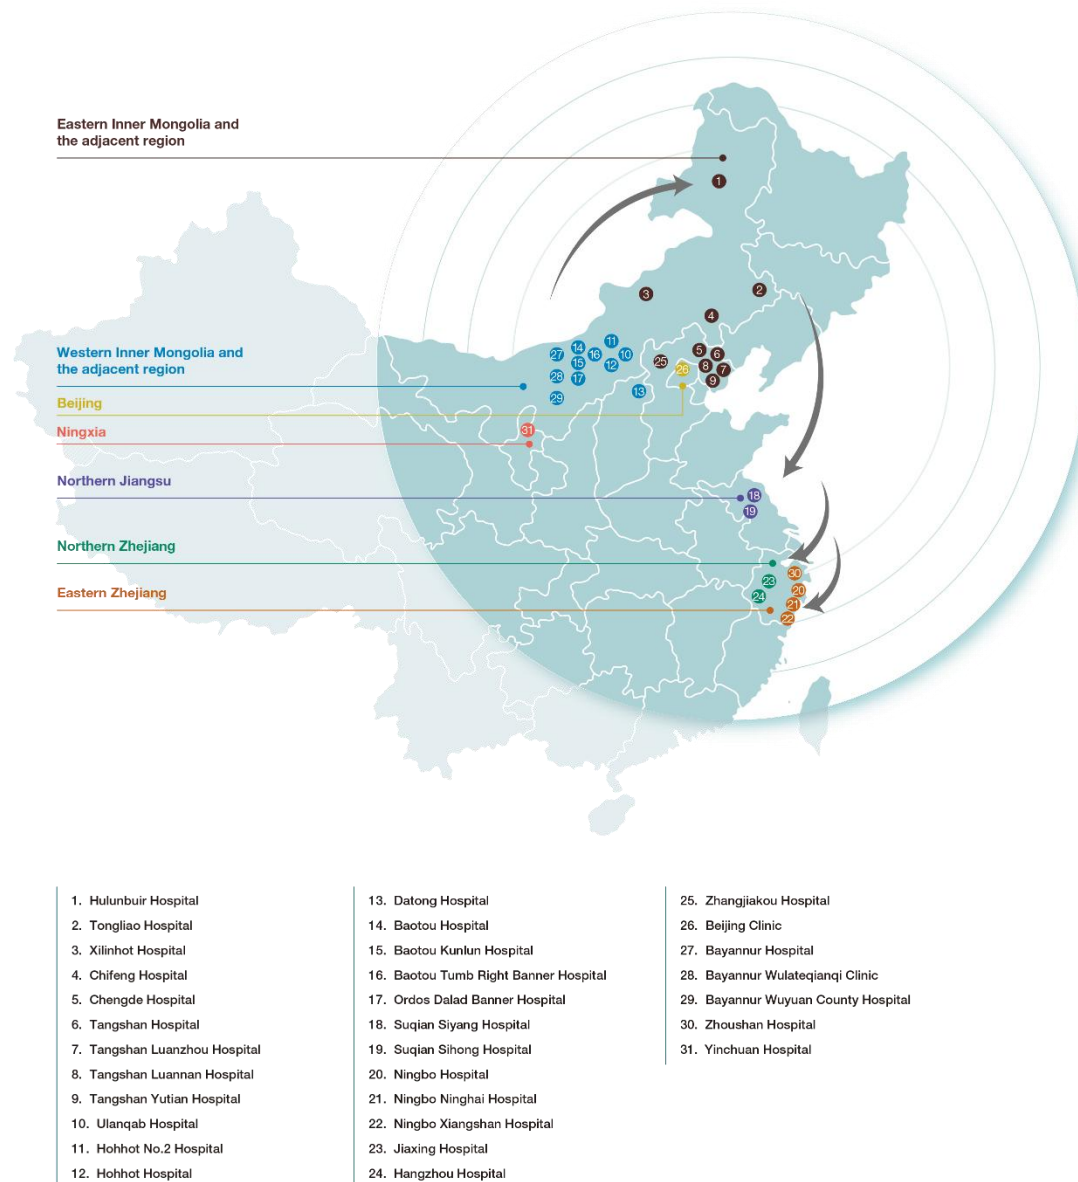 Eastern Inner Mongolia and
the adjacent region
1
2
3
4
Western Inner Mongolia and
the adjacent region
14
11
27
16
10
15
12
28
17
29
13
25
5
6
26
8
7
9
Beijing
Ningxia
31
Northern Jiangsu
18
19
Northern Zhejiang
30
23
20
24
21
22
Eastern Zhejiang
1. Hulunbuir Hospital
2. Tongliao Hospital
3. Xilinhot Hospital
4. Chifeng Hospital
5. Chengde Hospital
6. Tangshan Hospital
7. Tangshan Luanzhou Hospital
8. Tangshan Luannan Hospital
9. Tangshan Yutian Hospital
10. Ulanqab Hospital
11. Hohhot No.2 Hospital
12. Hohhot Hospital
13. Datong Hospital
14. Baotou Hospital
15. Baotou Kunlun Hospital
16. Baotou Tumb Right Banner Hospital
17. Ordos Dalad Banner Hospital
18. Suqian Siyang Hospital
19. Suqian Sihong Hospital
20. Ningbo Hospital
21. Ningbo Ninghai Hospital
22. Ningbo Xiangshan Hospital
23. Jiaxing Hospital
24. Hangzhou Hospital
25. Zhangjiakou Hospital
26. Beijing Clinic
27. Bayannur Hospital
28. Bayannur Wulateqianqi Clinic
29. Bayannur Wuyuan County Hospital
30. Zhoushan Hospital
31. Yinchuan Hospital